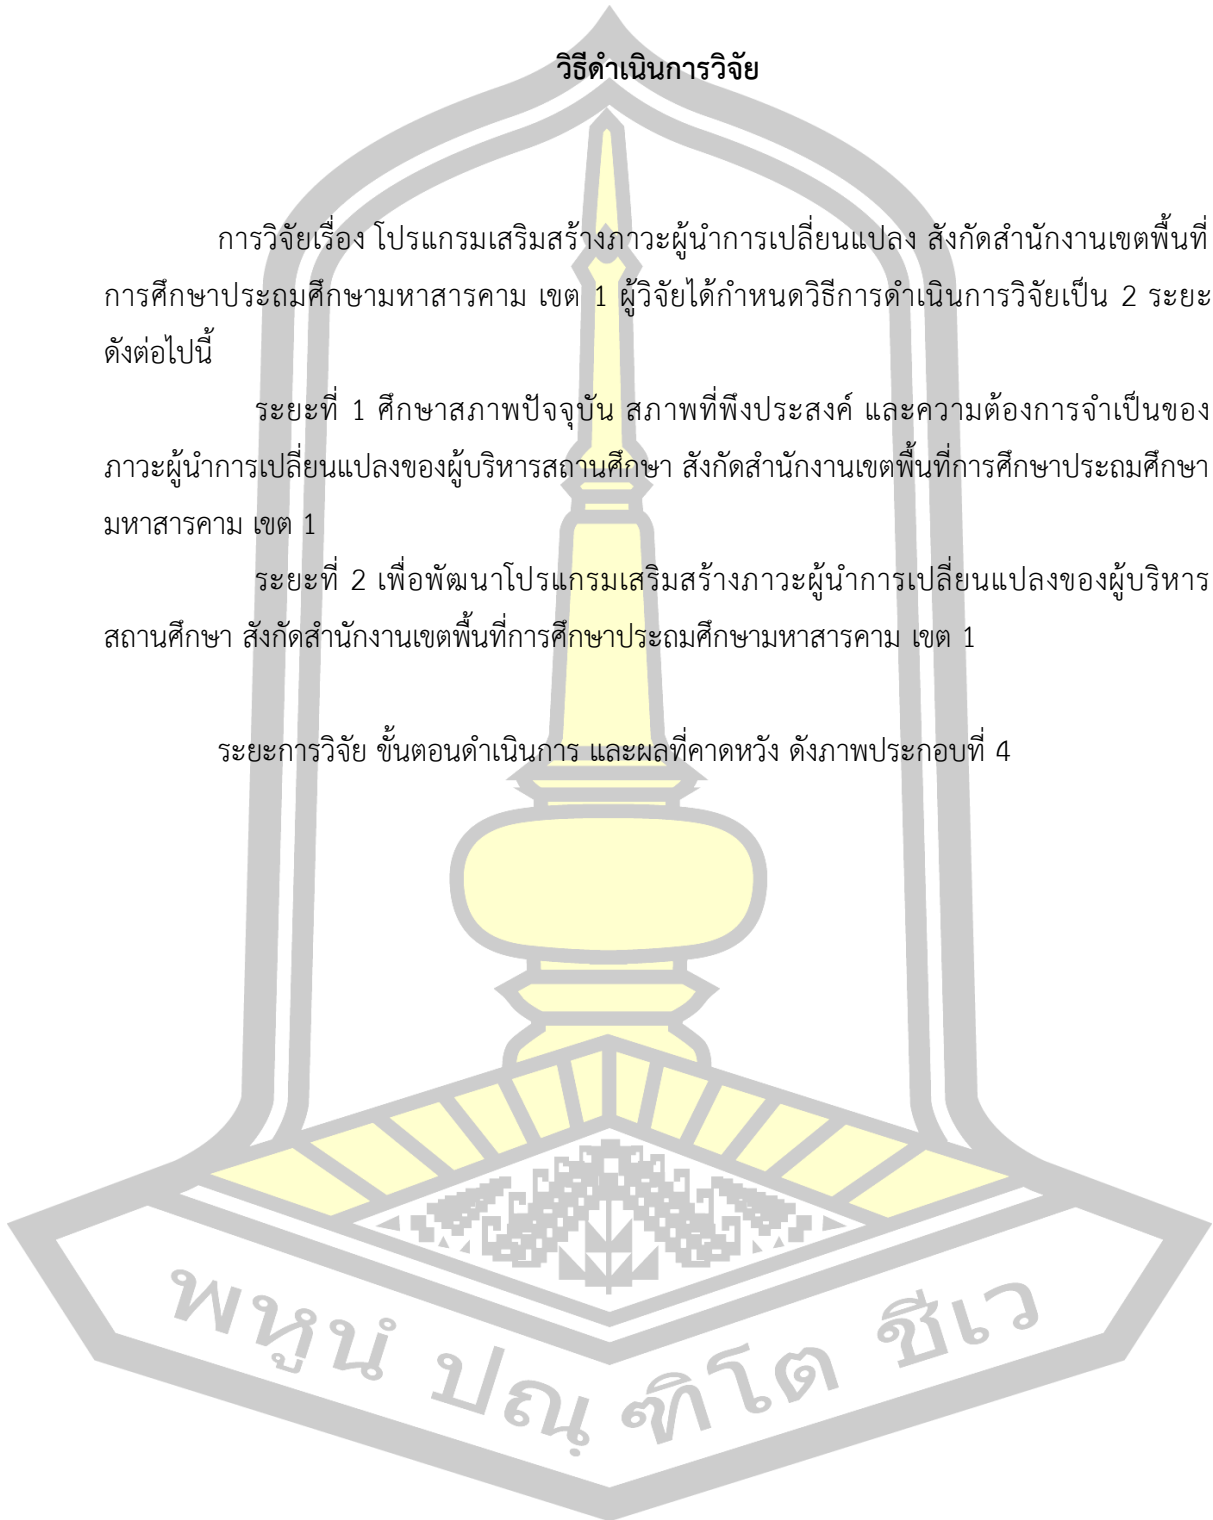 วิธีดำเนินการวิจัย
การวิจัยเรื่อง โปรแกรมเสริมสร้างภาวะผู้นำการเปลี่ยนแปลง สังกัดสำนักงานเขตพื้นที่
การศึกษาประถมศึกษามหาสารคาม เขต 1 ผู้วิจัยได้กำหนดวิธีการดำเนินการวิจัยเป็น 2 ระยะ
ดังต่อไปนี้
ระยะที่ 1 ศึกษาสภาพปัจจุบัน สภาพที่พึงประสงค์ และความต้องการจำเป็นของ
ภาวะผู้นำการเปลี่ยนแปลงของผู้บริหารสถานศึกษา สังกัดสำนักงานเขตพื้นที่การศึกษาประถมศึกษา
มหาสารคาม เขต 1
ระยะที่ 2 เพื่อพัฒนาโปรแกรมเสริมสร้างภาวะผู้นำการเปลี่ยนแปลงของผู้บริหาร
สถานศึกษา สังกัดสำนักงานเขตพื้นที่การศึกษาประถมศึกษามหาสารคาม เขต 1
ระยะการวิจัย ขั้นตอนดำเนินการ และผลที่คาดหวัง ดังภาพประกอบที่ 4
พหูนํ ปณฺ ฑิโต ชีเว